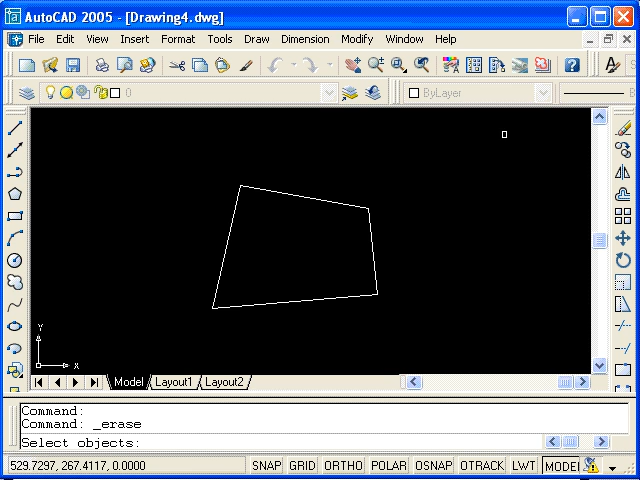 AutoCAD 2005 - [Drawing4.dwg]
File Edit View Insert Format Tools Draw Dimension Modify Window Help
0 ByLayer
Y
X
Model Layout1 Layout2
Command:
Command: _erase
Select objects:
529.7297, 267.4117, 0.0000 SNAP GRID ORTHO POLAR OSNAP OTRACK LWT MODEL